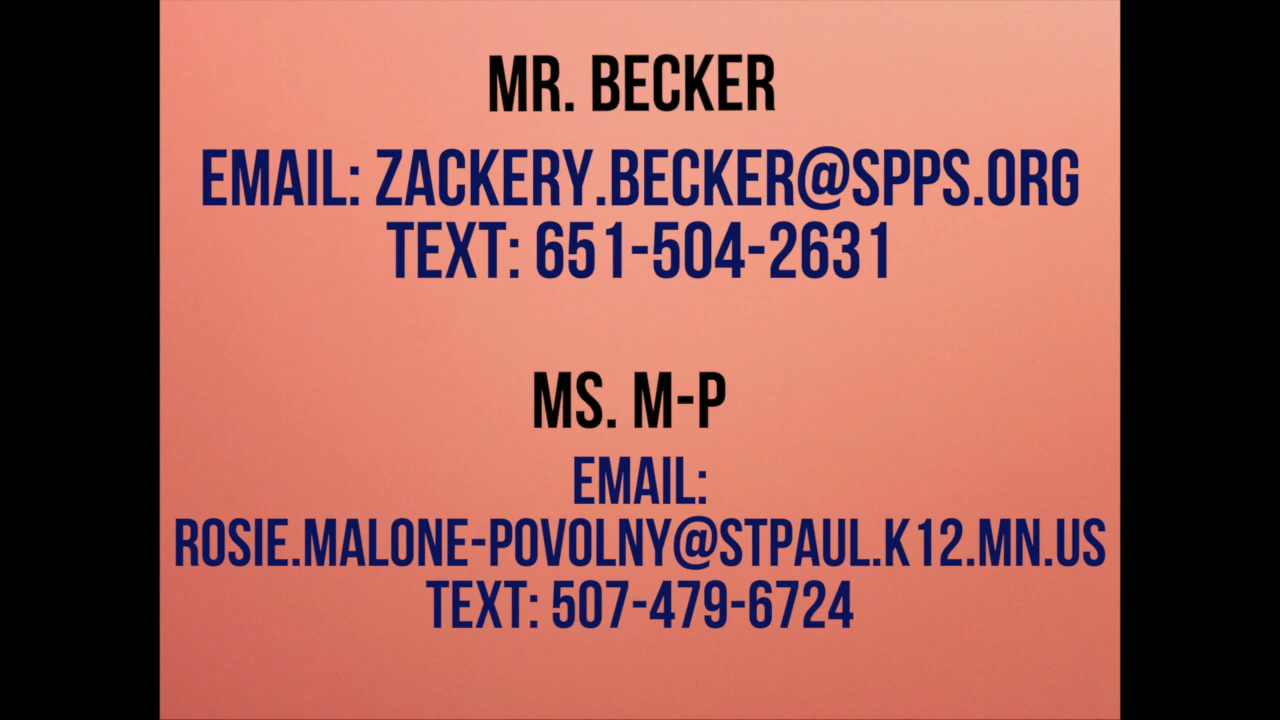 MR. BECKER
EMAIL: ZACKERY.BECKER@SPPS.ORG
TEXT: 651-504-2631
MS. M-P
EMAIL:
ROSIE.MALONE-POVOLNY@STPAUL.K12.MN.US
TEXT: 507-479-6724